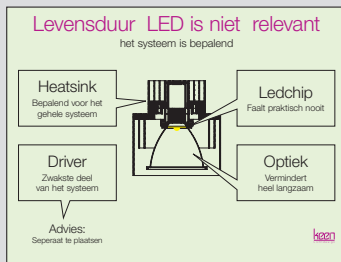 Levensduur LED is niet relevant
het systeem is bepalend
Heatsink
Bepalend voor het
gehele systeem
Ledchip
Faalt praktisch nooit
Driver
Zwakste deel
van het systeem
Optiek
Vermindert
heel langzaam
Advies:
Seperaat te plaatsen
keen